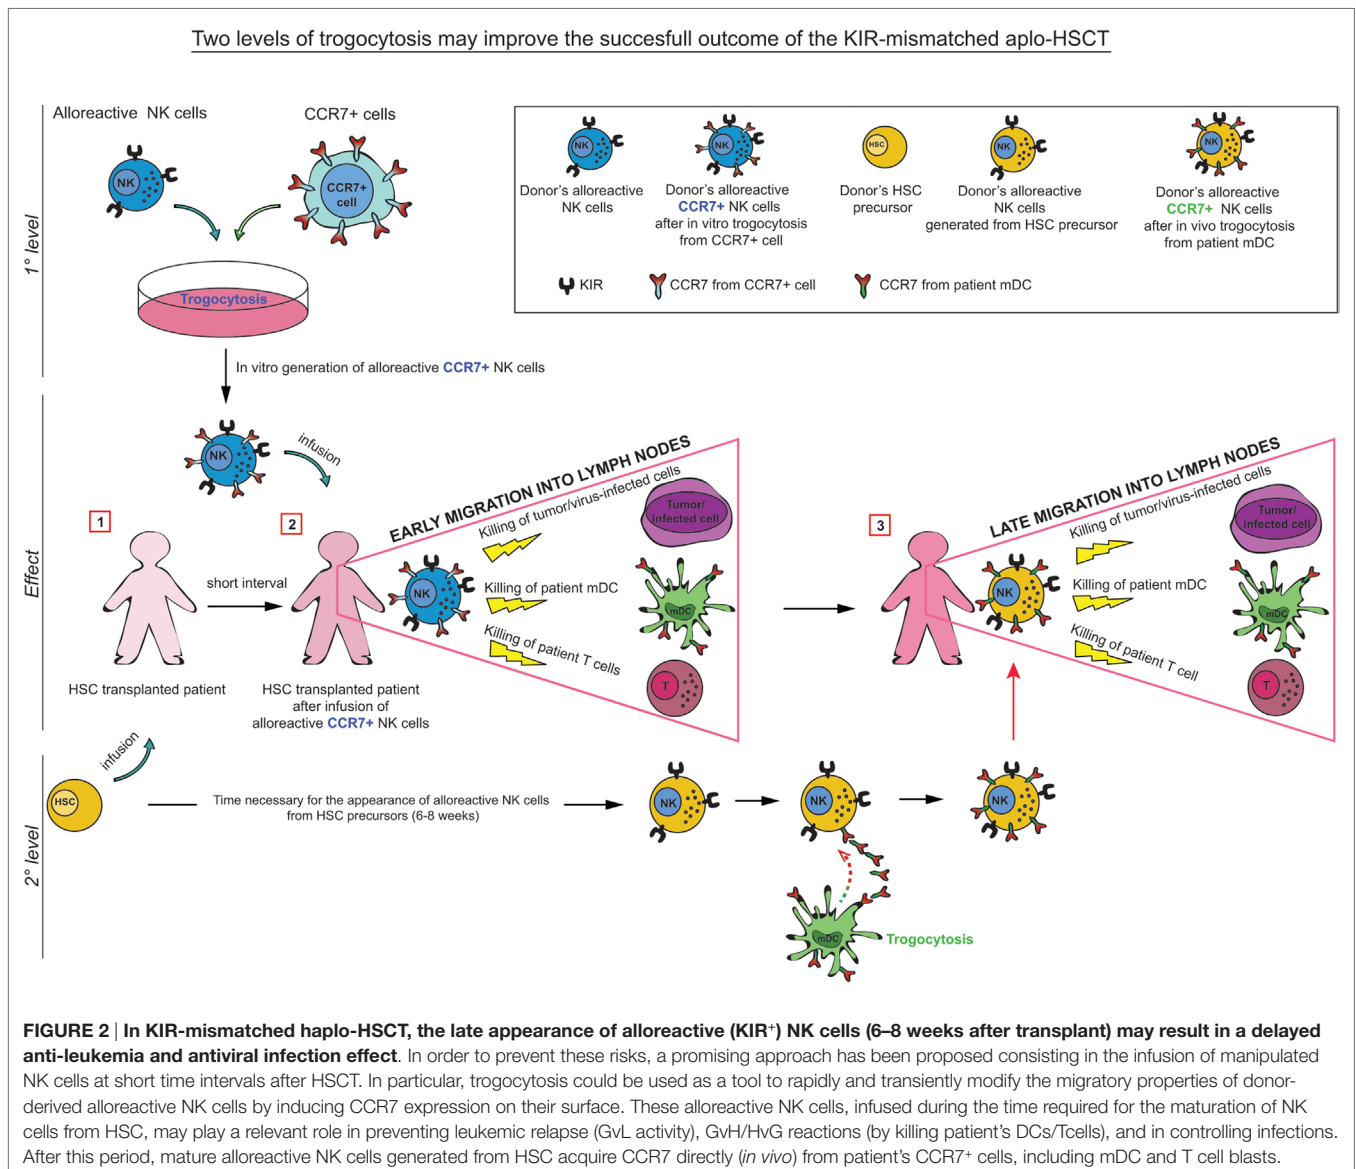 Two levels of trogocytosis may improve the succesfull outcome of the KIR-mismatched aplo-HSCT
1° level
Alloreactive NK cells
CCR7+ cells
NK
CCR7+
cell
Trogocytosis
In vitro generation of alloreactive CCR7+ NK cells
NK
Donor's alloreactive
NK cells
NK
Donor's alloreactive
CCR7+ NK cells
after in vitro trogocytosis
from CCR7+ cell
HSC
Donor's HSC
precursor
NK
Donor's alloreactive
NK cells
generated from HSC precursor
NK
Donor's alloreactive
CCR7+ NK cells
after in vivo trogocytosis
from patient mDC
KIR
CCR7 from CCR7+ cell
CCR7 from patient mDC
Effect
NK
infusion
1
HSC transplanted patient
short interval
2
HSC transplanted patient
after infusion of
alloreactive CCR7+ NK cells
EARLY MIGRATION INTO LYMPH NODES
NK
Killing of tumor/virus-infected cells
Killing of patient mDC
Killing of patient T cells
Tumor/
infected cell
mDC
T
3
LATE MIGRATION INTO LYMPH NODES
NK
Killing of tumor/virus-infected cells
Killing of patient mDC
Killing of patient T cell
Tumor/
infected cell
mDC
T
2° level
HSC
infusion
Time necessary for the appearance of alloreactive NK cells
from HSC precursors (6-8 weeks)
NK
NK
NK
mDC
Trogocytosis
FIGURE 2 | In KIR-mismatched haplo-HSCT, the late appearance of alloreactive (KIR⁺) NK cells (6–8 weeks after transplant) may result in a delayed
anti-leukemia and antiviral infection effect. In order to prevent these risks, a promising approach has been proposed consisting in the infusion of manipulated
NK cells at short time intervals after HSCT. In particular, trogocytosis could be used as a tool to rapidly and transiently modify the migratory properties of donor-
derived alloreactive NK cells by inducing CCR7 expression on their surface. These alloreactive NK cells, infused during the time required for the maturation of NK
cells from HSC, may play a relevant role in preventing leukemic relapse (GvL activity), GvH/HvG reactions (by killing patient's DCs/Tcells), and in controlling infections.
After this period, mature alloreactive NK cells generated from HSC acquire CCR7 directly (in vivo) from patient's CCR7⁺ cells, including mDC and T cell blasts.